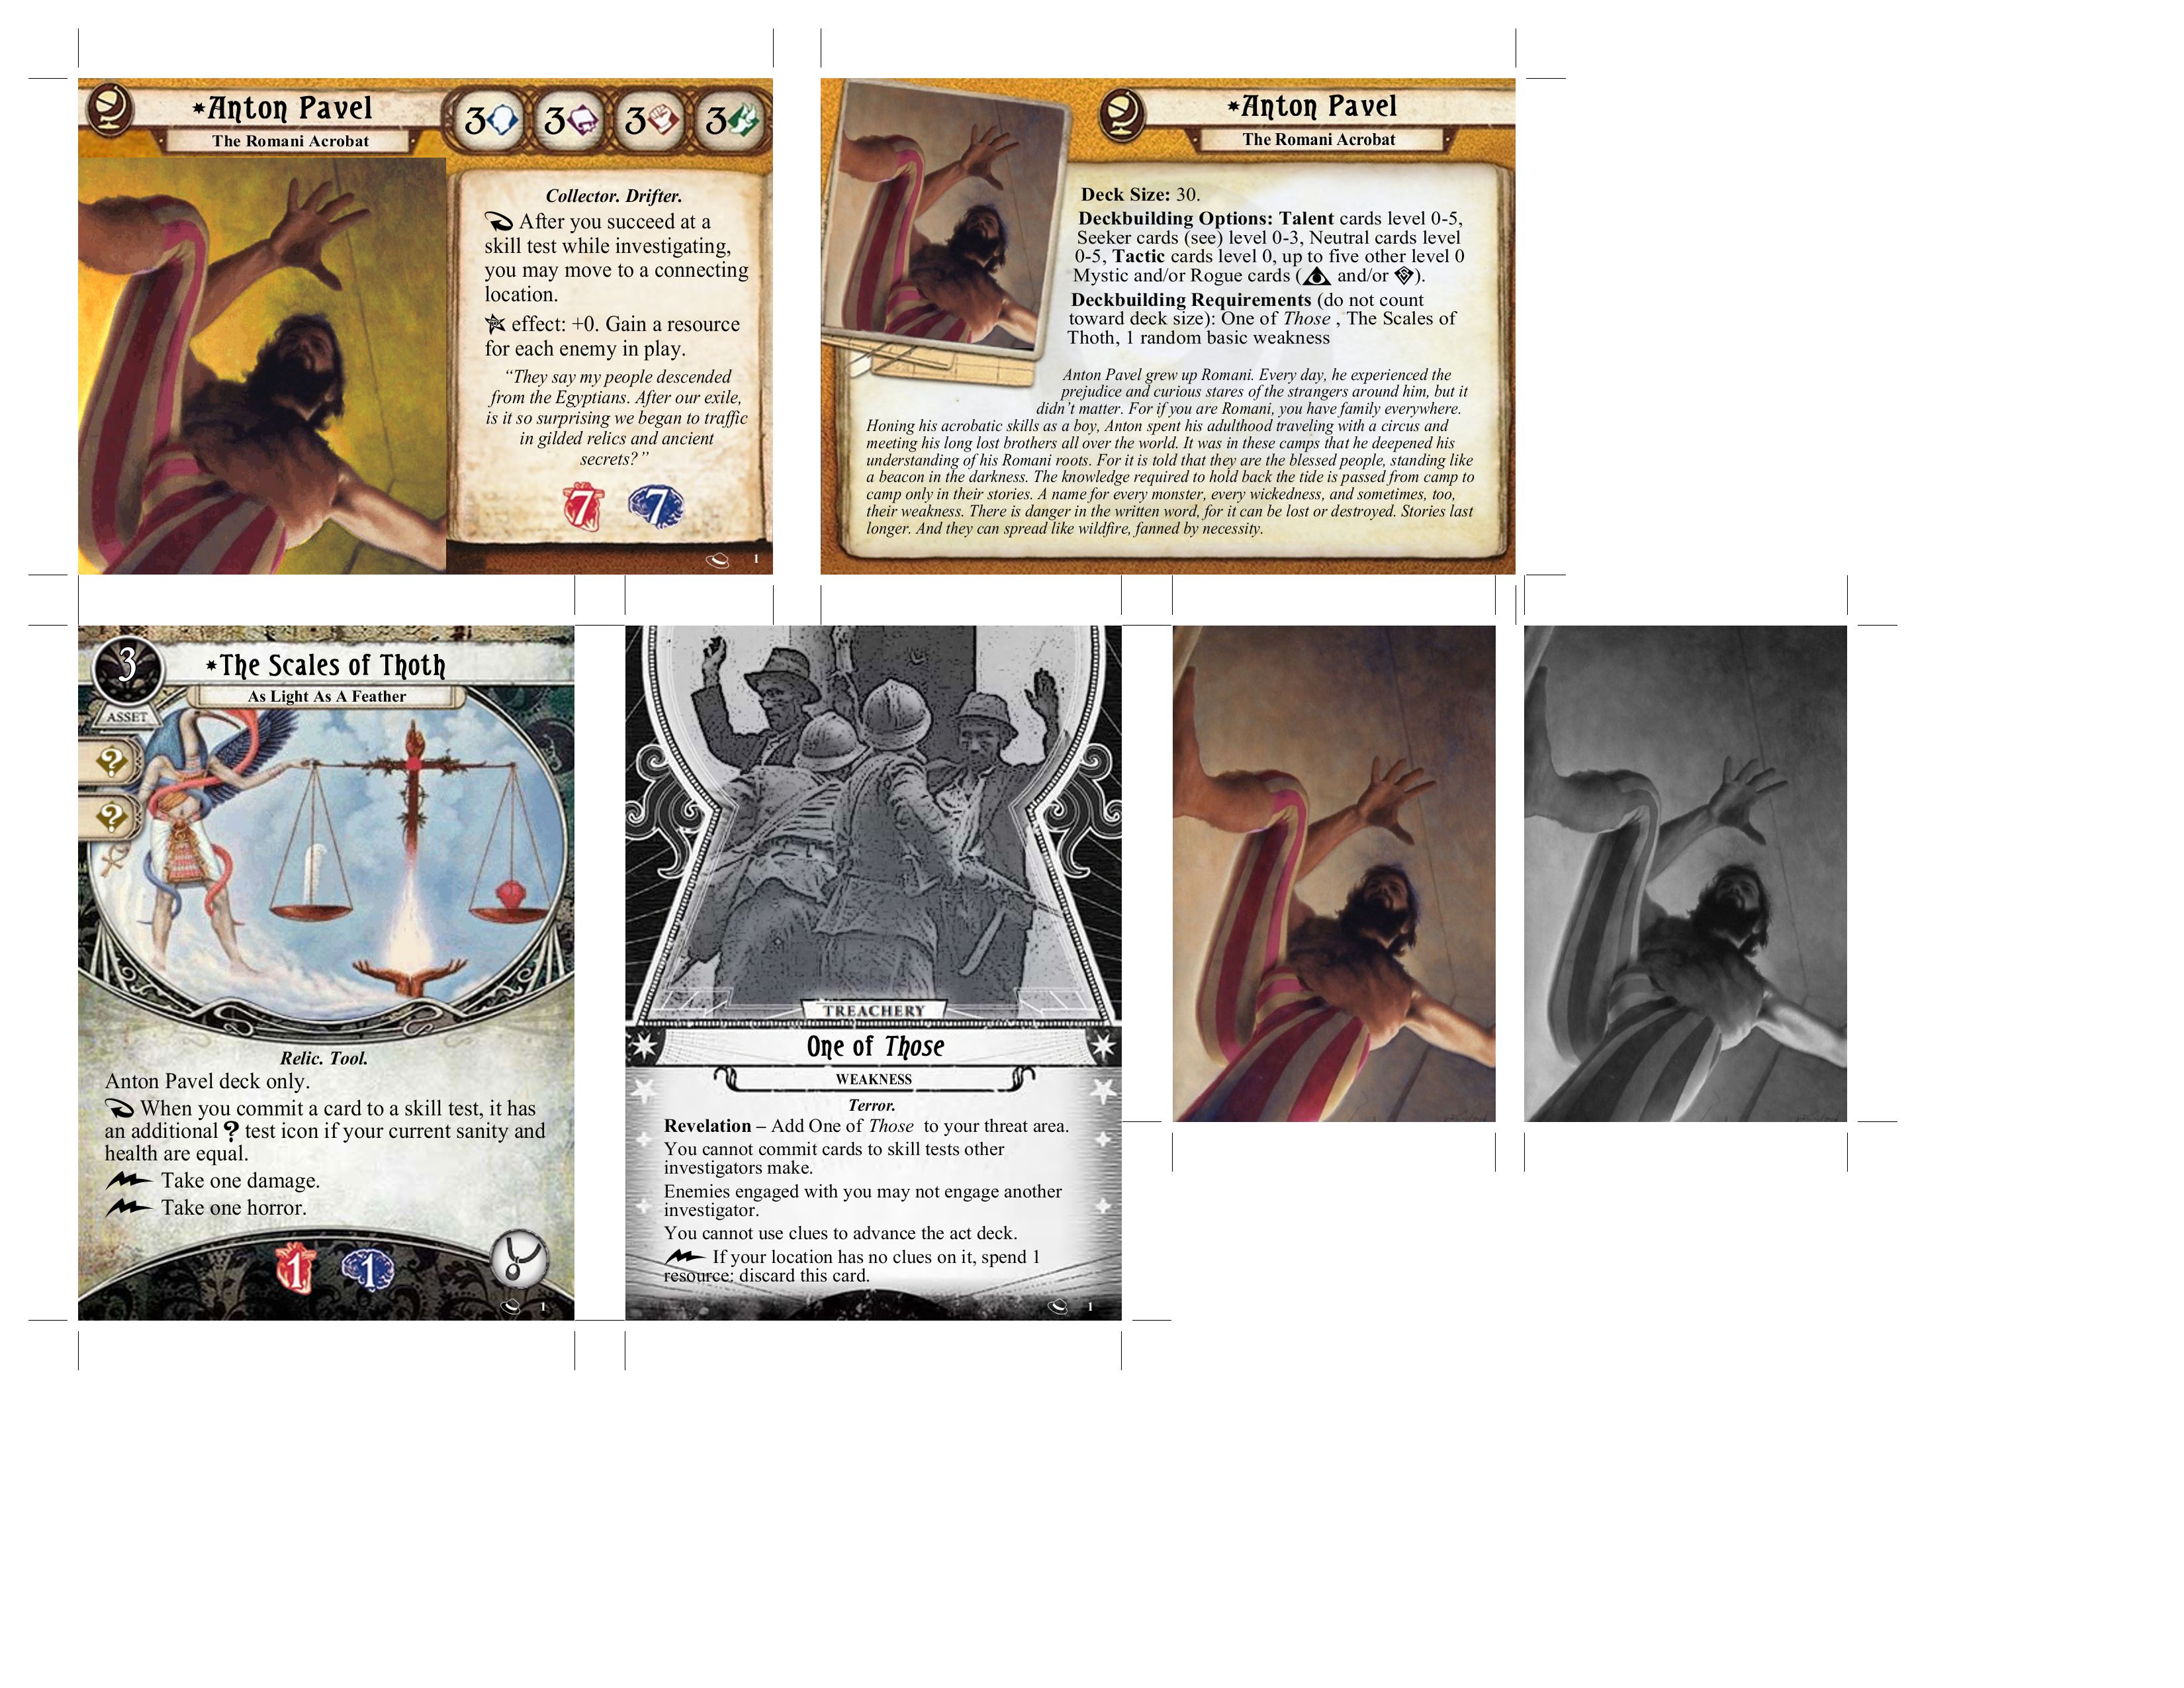 *Anton Pavel
The Romani Acrobat
3 3 3 3
Collector. Drifter.
After you succeed at a
skill test while investigating,
you may move to a connecting
location.
effect: +0. Gain a resource
for each enemy in play.
“They say my people descended
from the Egyptians. After our exile,
is it so surprising we began to traffic
in gilded relics and ancient
secrets?”
7 7
1
*Anton Pavel
The Romani Acrobat
Deck Size: 30.
Deckbuilding Options: Talent cards level 0-5,
Seeker cards (see) level 0-3, Neutral cards level
0-5, Tactic cards level 0, up to five other level 0
Mystic and/or Rogue cards ( and/or ).
Deckbuilding Requirements (do not count
toward deck size): One of Those , The Scales of
Thoth, 1 random basic weakness
Anton Pavel grew up Romani. Every day, he experienced the
prejudice and curious stares of the strangers around him, but it
didn’t matter. For if you are Romani, you have family everywhere.
Honing his acrobatic skills as a boy, Anton spent his adulthood traveling with a circus and
meeting his long lost brothers all over the world. It was in these camps that he deepened his
understanding of his Romani roots. For it is told that they are the blessed people, standing like
a beacon in the darkness. The knowledge required to hold back the tide is passed from camp to
camp only in their stories. A name for every monster, every wickedness, and sometimes, too,
their weakness. There is danger in the written word, for it can be lost or destroyed. Stories last
longer. And they can spread like wildfire, fanned by necessity.
3
*The Scales of Thoth
As Light As A Feather
ASSET
?
?
Relic. Tool.
Anton Pavel deck only.
When you commit a card to a skill test, it has
an additional ? test icon if your current sanity and
health are equal.
Take one damage.
Take one horror.
1 1
1
TREACHERY
One of Those
WEAKNESS
Terror.
Revelation – Add One of Those to your threat area.
You cannot commit cards to skill tests other
investigators make.
Enemies engaged with you may not engage another
investigator.
You cannot use clues to advance the act deck.
If your location has no clues on it, spend 1
resource: discard this card.
1